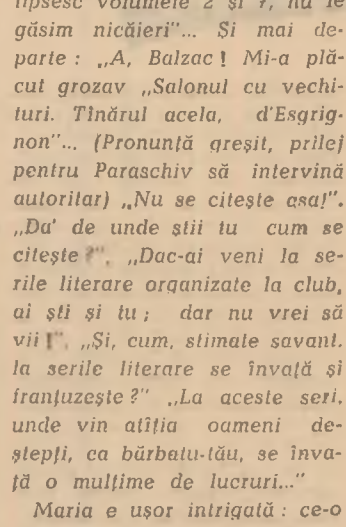 lipsesc volumele 2 și ?, nu le
găsim nicăieri"... Și mai de-
parte : „A, Balzac ! Mi-a plă-
cut grozav „Salonul cu vechi-
turi. Tînărul acela, d'Esgrig-
non"... (Pronunță greșit, prilej
pentru Paraschiv să intervină
autoritar) „Nu se citește așa!".
„Da' de unde știi tu cum se
citește ?". „Dac-ai veni la se-
rile literare organizate la club,
ai ști și tu ; dar nu vrei să
vii !". „Și, cum, stimate savant.
la serile literare se învață și
franțuzește ?" „La aceste seri,
unde vin atîția oameni de-
ștepți, ca bărbatu-tău, se înva-
ță o mulțime de lucruri..."
Maria e ușor intrigată : ce-o